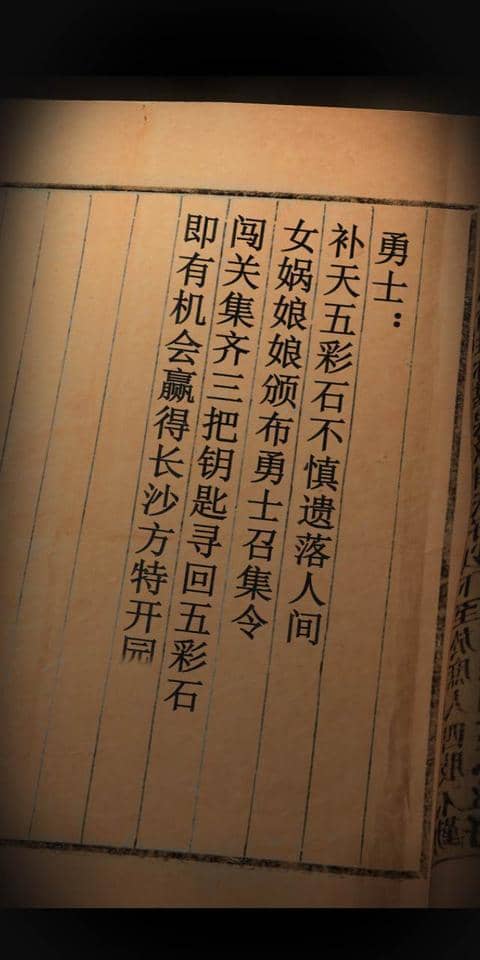 勇士：
补天五彩石不慎遗落人间
女娲娘娘颁布勇士召集令
闯关集齐三把钥匙寻回五彩石
即有机会赢得长沙方特开园